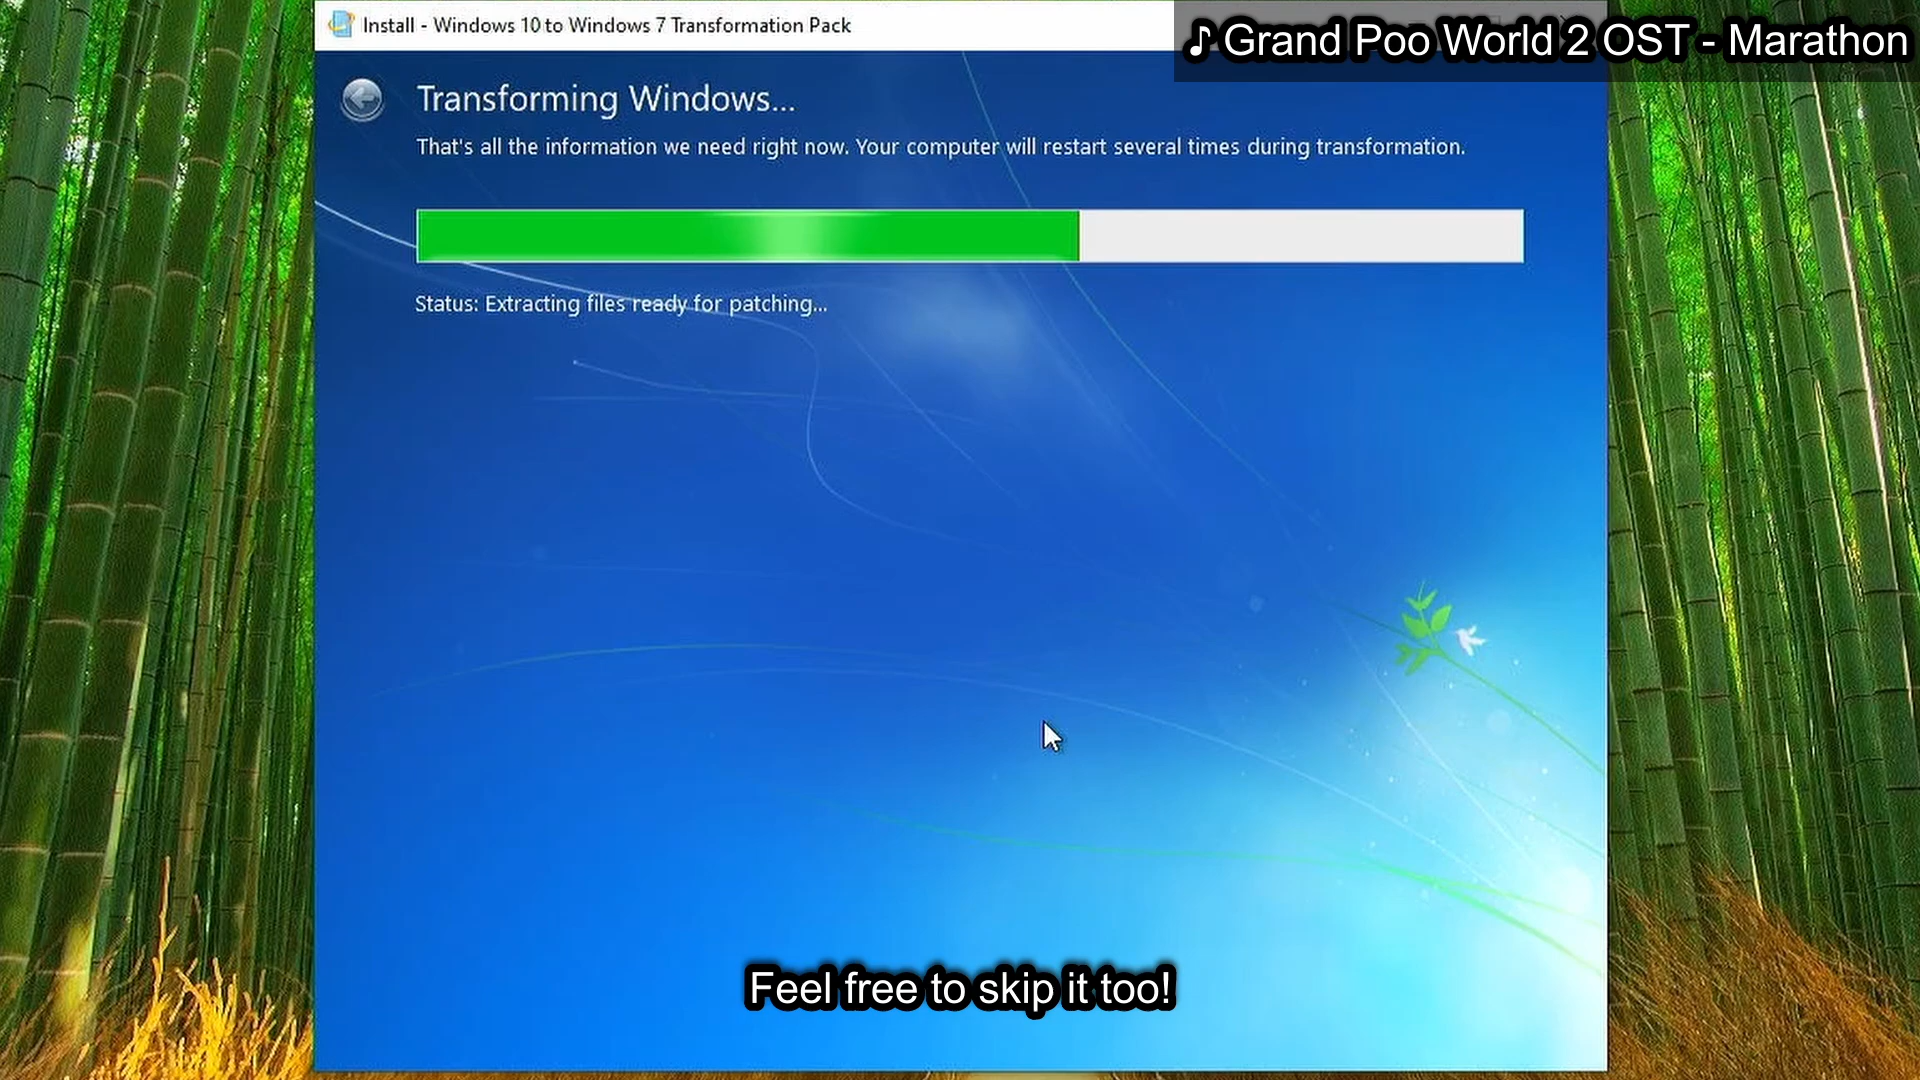 Install - Windows 10 to Windows 7 Transformation Pack
♪ Grand Poo World 2 OST - Marathon
Transforming Windows...
That's all the information we need right now. Your computer will restart several times during transformation.
Status: Extracting files ready for patching...
Feel free to skip it too!